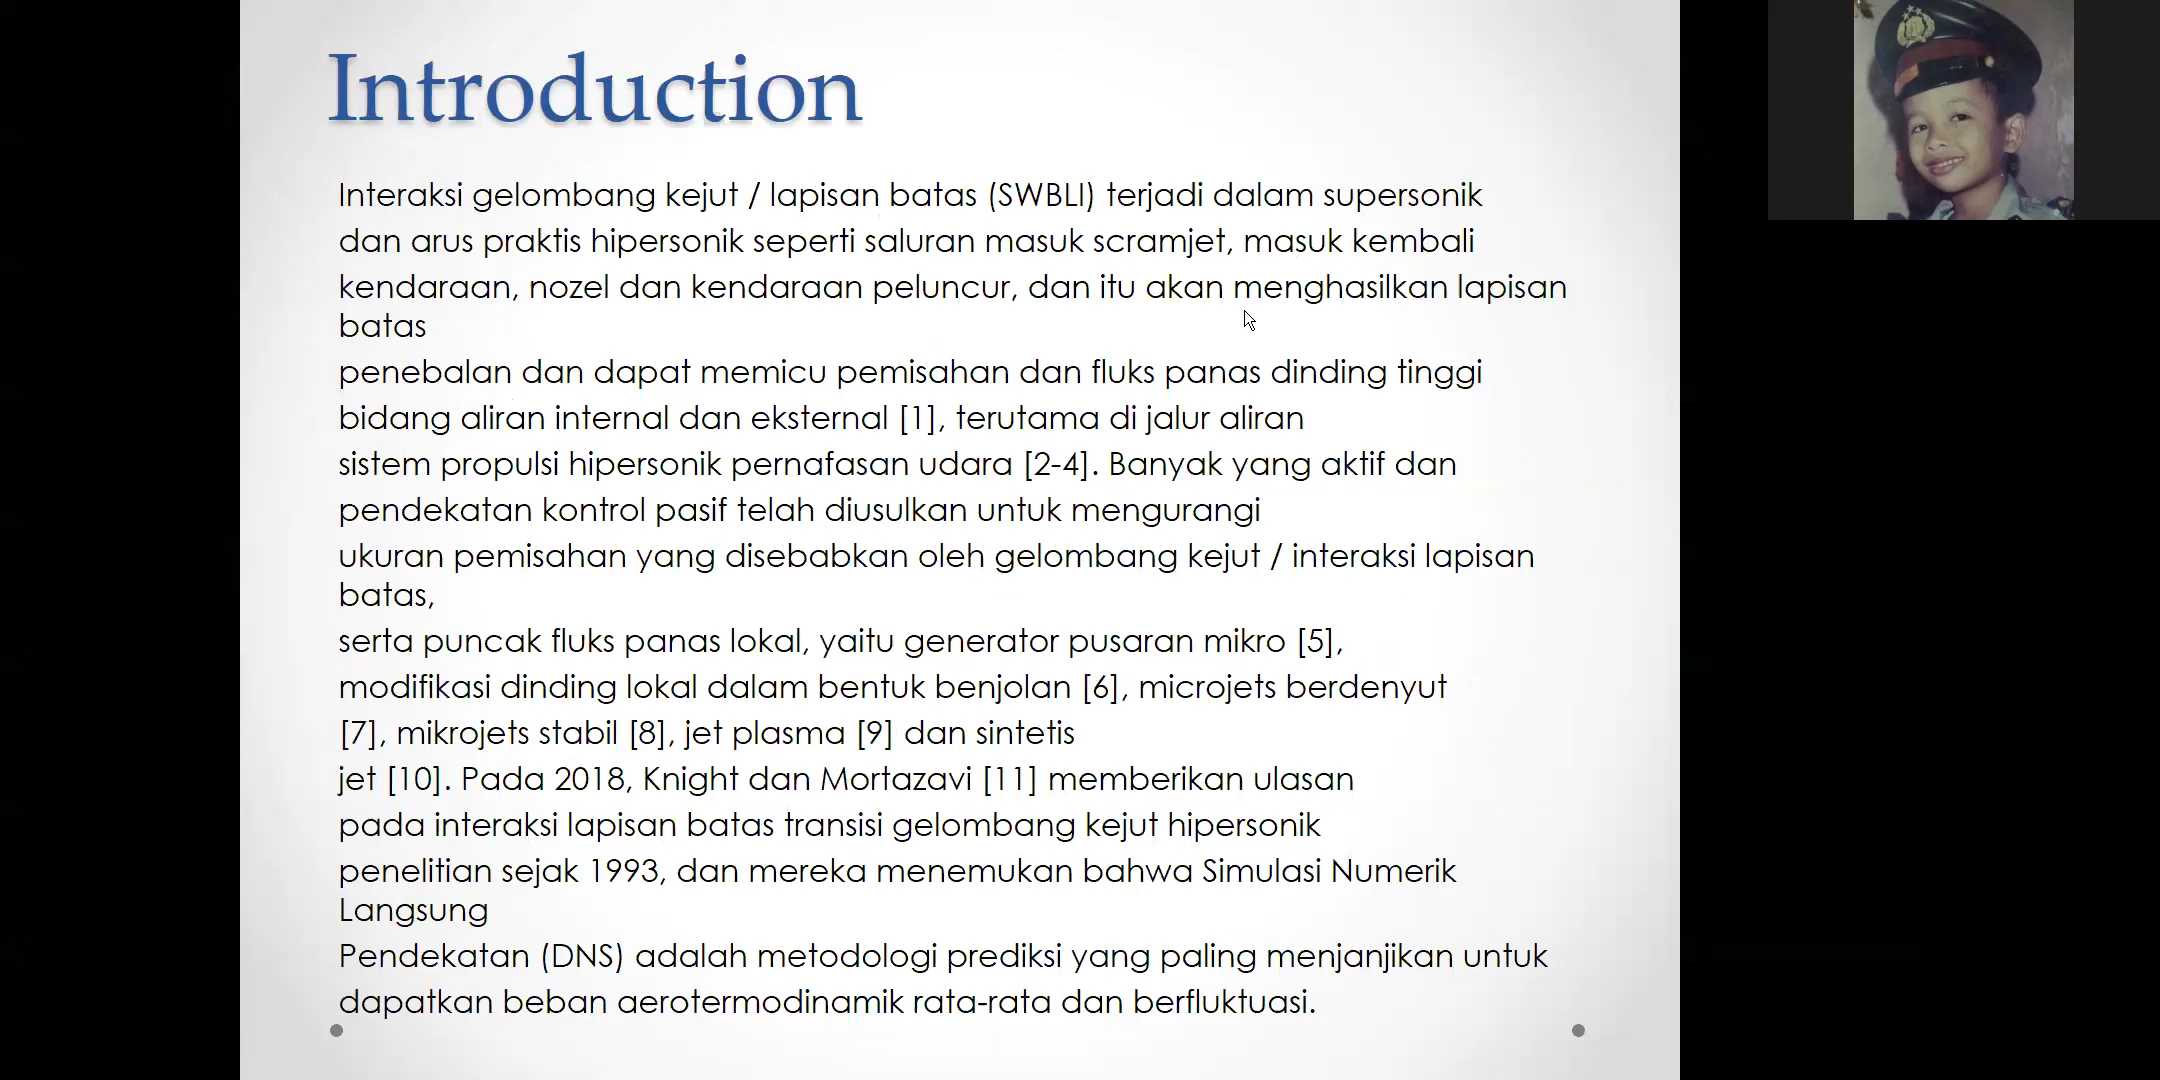 Introduction
Interaksi gelombang kejut / lapisan batas (SWBLI) terjadi dalam supersonik
dan arus praktis hipersonik seperti saluran masuk scramjet, masuk kembali
kendaraan, nozel dan kendaraan peluncur, dan itu akan menghasilkan lapisan
batas
penebalan dan dapat memicu pemisahan dan fluks panas dinding tinggi
bidang aliran internal dan eksternal [1], terutama di jalur aliran
sistem propulsi hipersonik pernafasan udara [2-4]. Banyak yang aktif dan
pendekatan kontrol pasif telah diusulkan untuk mengurangi
ukuran pemisahan yang disebabkan oleh gelombang kejut / interaksi lapisan
batas,
serta puncak fluks panas lokal, yaitu generator pusaran mikro [5],
modifikasi dinding lokal dalam bentuk benjolan [6], microjets berdenyut
[7], mikrojets stabil [8], jet plasma [9] dan sintetis
jet [10]. Pada 2018, Knight dan Mortazavi [11] memberikan ulasan
pada interaksi lapisan batas transisi gelombang kejut hipersonik
penelitian sejak 1993, dan mereka menemukan bahwa Simulasi Numerik
Langsung
Pendekatan (DNS) adalah metodologi prediksi yang paling menjanjikan untuk
dapatkan beban aerotermodinamik rata-rata dan berfluktuasi.